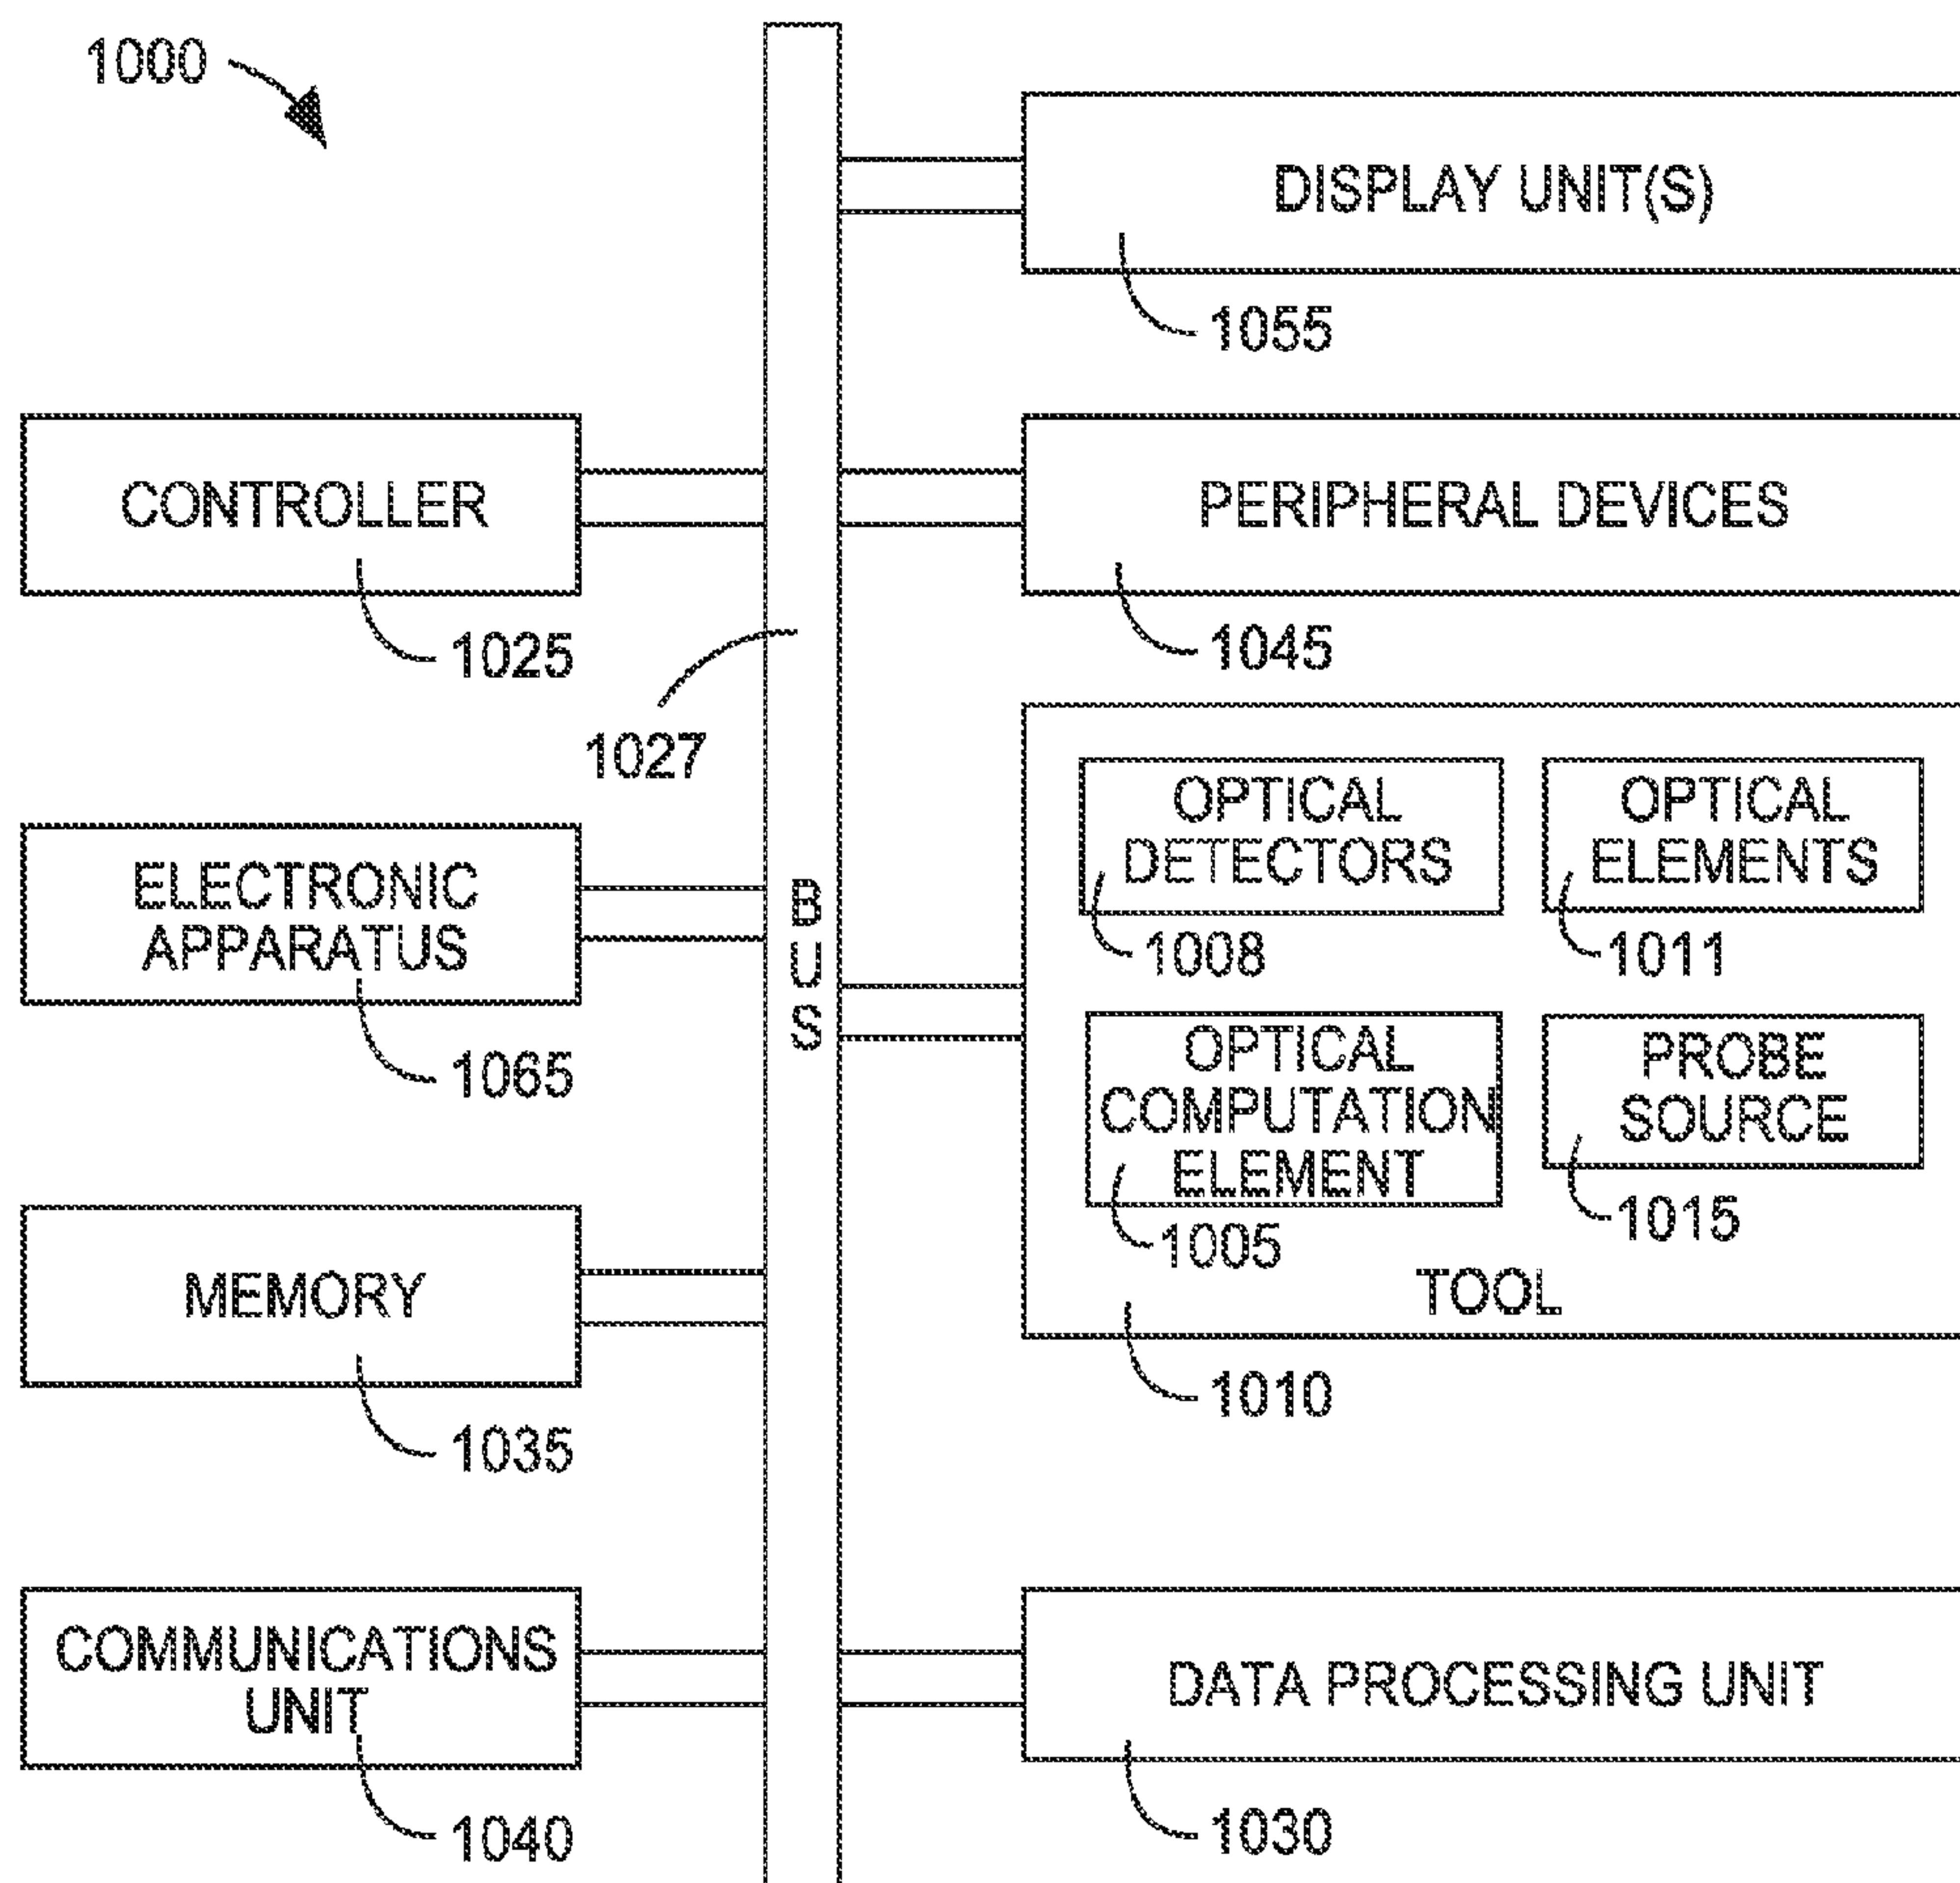 1000
DISPLAY UNIT(S)
1055
CONTROLLER
1025
PERIPHERAL DEVICES
1045
1027
BUS
ELECTRONIC
APPARATUS
1065
OPTICAL
DETECTORS
1008
OPTICAL
ELEMENTS
1011
OPTICAL
COMPUTATION
ELEMENT
1005
PROBE
SOURCE
1015
TOOL
1010
MEMORY
1035
COMMUNICATIONS
UNIT
1040
DATA PROCESSING UNIT
1030